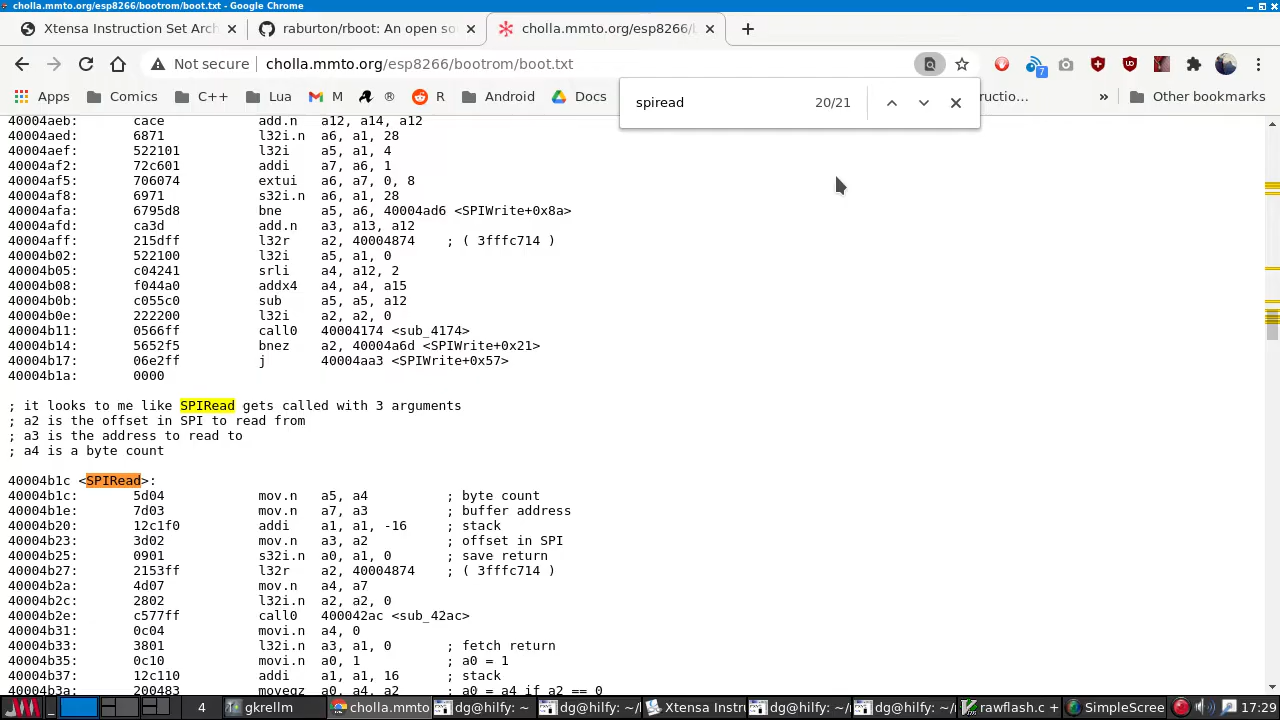 cholla.mmto.org/esp8266/bootrom/boot.txt - Google Chrome
Xtensa Instruction Set Arch
raburton/rboot: An open so
cholla.mmto.org/esp8266/b
Not secure cholla.mmto.org/esp8266/bootrom/boot.txt 7
Home Comics C++ Lua M A R Android Docs ructio… » Other bookmarks
spiread 20/21
40004aeb: cace add.n a12, a14, a12
40004aed: 6871 l32i.n a6, a1, 28
40004aef: 522101 l32i a5, a1, 4
40004af2: 72c601 addi a7, a6, 1
40004af5: 706074 extui a6, a7, 0, 8
40004af8: 6971 s32i.n a6, a1, 28
40004afa: 6795d8 bne a5, a6, 40004ad6 <SPIWrite+0x8a>
40004afd: ca3d add.n a3, a13, a12
40004aff: 215dff l32r a2, 40004874 ; ( 3fffc714 )
40004b02: 522100 l32i a5, a1, 0
40004b05: c04241 srli a4, a12, 2
40004b08: f044a0 addx4 a4, a4, a15
40004b0b: c055c0 sub a5, a5, a12
40004b0e: 222200 l32i a2, a2, 0
40004b11: 0566ff call0 40004174 <sub_4174>
40004b14: 5652f5 bnez a2, 40004a6d <SPIWrite+0x21>
40004b17: 06e2ff j 40004aa3 <SPIWrite+0x57>
40004b1a: 0000
; it looks to me like SPIRead gets called with 3 arguments
; a2 is the offset in SPI to read from
; a3 is the address to read to
; a4 is a byte count
40004b1c <SPIRead>:
40004b1c: 5d04 mov.n a5, a4 ; byte count
40004b1e: 7d03 mov.n a7, a3 ; buffer address
40004b20: 12c1f0 addi a1, a1, -16 ; stack
40004b23: 3d02 mov.n a3, a2 ; offset in SPI
40004b25: 0901 s32i.n a0, a1, 0 ; save return
40004b27: 2153ff l32r a2, 40004874 ; ( 3fffc714 )
40004b2a: 4d07 mov.n a4, a7
40004b2c: 2802 l32i.n a2, a2, 0
40004b2e: c577ff call0 400042ac <sub_42ac>
40004b31: 0c04 movi.n a4, 0
40004b33: 3801 l32i.n a3, a1, 0 ; fetch return
40004b35: 0c10 movi.n a0, 1 ; a0 = 1
40004b37: 12c110 addi a1, a1, 16 ; stack
40004b3a: 200483 moveqz a0, a4, a2 ; a0 = a4 if a2 == 0
4 gkrellm cholla.mmto dg@hilfy: ~ dg@hilfy: ~/ Xtensa Instr dg@hilfy: ~/ dg@hilfy: ~/ rawflash.c + SimpleScree 17:29